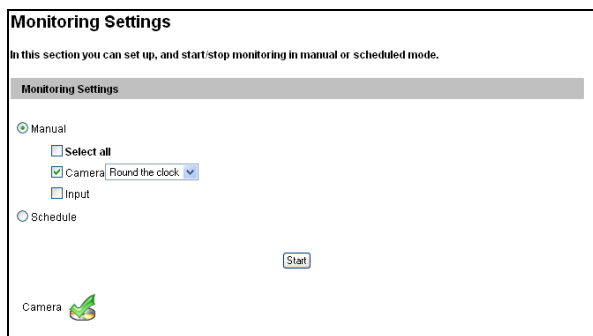 Monitoring Settings
In this section you can set up, and start/stop monitoring in manual or scheduled mode.
Monitoring Settings
Manual
Select all
Camera Round the clock
Input
Schedule
Start
Camera